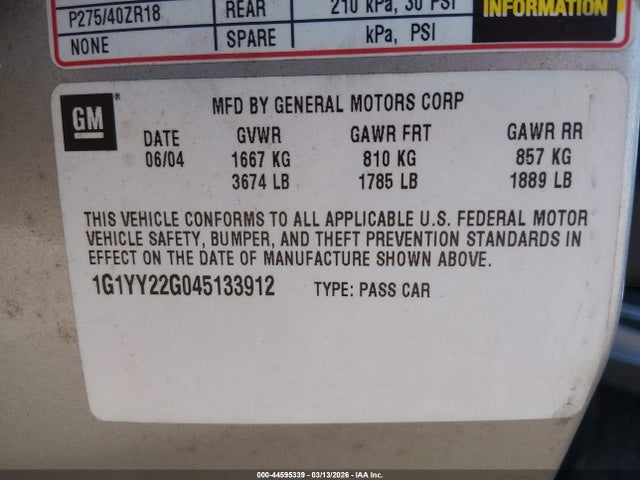 P275/40ZR18 REAR 210 kPa, 30 PSI INFORMATION
NONE SPARE kPa, PSI
GM® MFD BY GENERAL MOTORS CORP
DATE GVWR GAWR FRT GAWR RR
06/04 1667 KG 810 KG 857 KG
3674 LB 1785 LB 1889 LB
THIS VEHICLE CONFORMS TO ALL APPLICABLE U.S. FEDERAL MOTOR
VEHICLE SAFETY, BUMPER, AND THEFT PREVENTION STANDARDS IN
EFFECT ON THE DATE OF MANUFACTURE SHOWN ABOVE.
1G1YY22G045133912 TYPE: PASS CAR
000-44595339 - 03/13/2026 - IAA Inc.